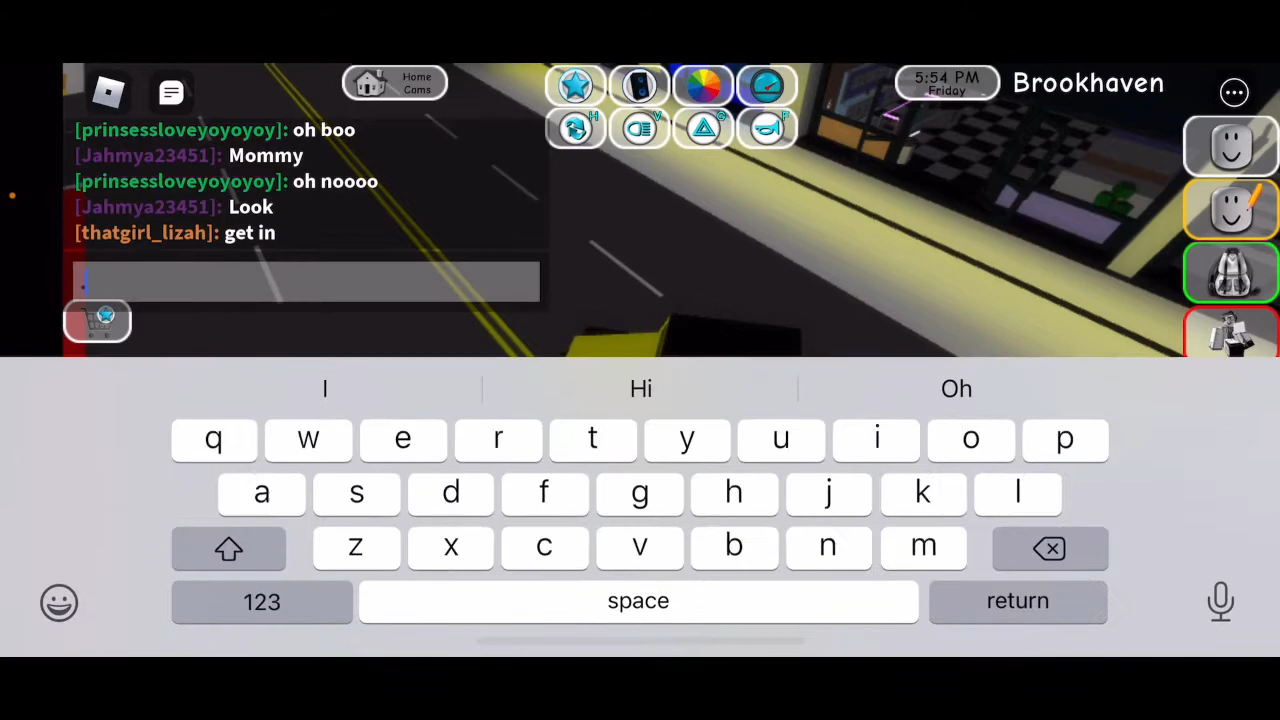 Home
Cams
5:54 PM
Friday
Brookhaven
H
V
G
F
[prinsessloveyoyoyoy]: oh boo
[Jahmya23451]: Mommy
[prinsessloveyoyoyoy]: oh noooo
[Jahmya23451]: Look
[thatgirl_lizah]: get in
.
I Hi Oh
q w e r t y u i o p
a s d f g h j k l
z x c v b n m
123 space return